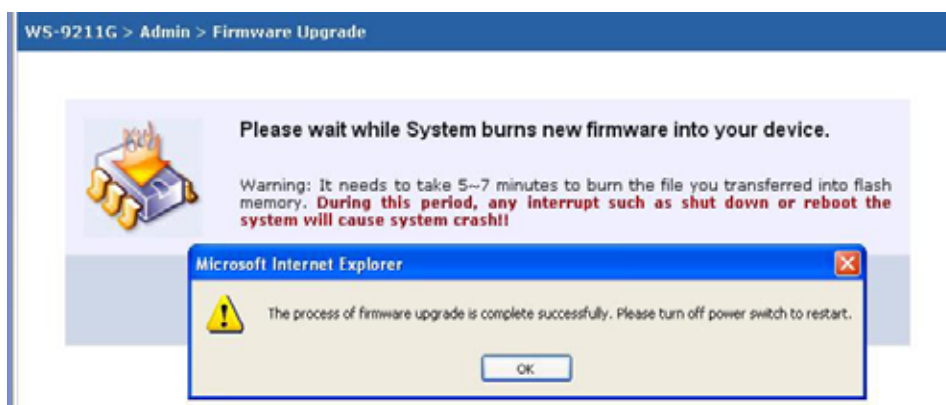 WS-9211G > Admin > Firmware Upgrade
Please wait while System burns new firmware into your device.
Warning: It needs to take 5~7 minutes to burn the file you transferred into flash
memory. During this period, any interrupt such as shut down or reboot the
system will cause system crash!!
Microsoft Internet Explorer
The process of firmware upgrade is complete successfully. Please turn off power switch to restart.
OK